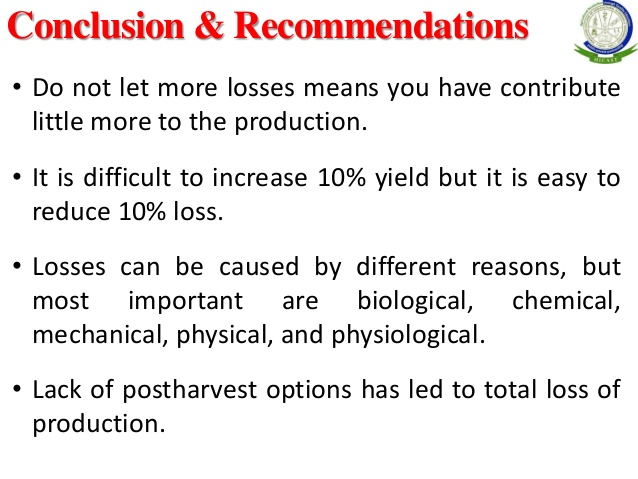 Conclusion & Recommendations
• Do not let more losses means you have contribute
little more to the production.
• It is difficult to increase 10% yield but it is easy to
reduce 10% loss.
• Losses can be caused by different reasons, but
most important are biological, chemical,
mechanical, physical, and physiological.
• Lack of postharvest options has led to total loss of
production.